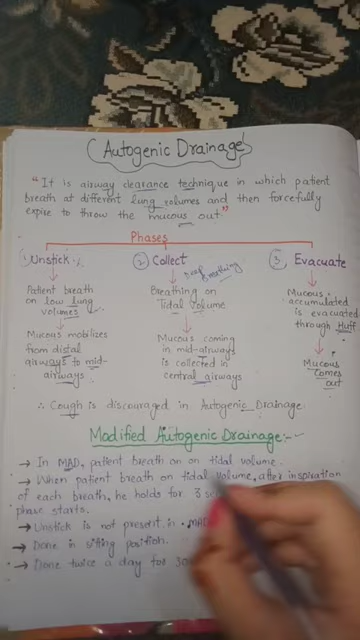 Autogenic Drainage
"It is airway clearance technique in which patient
breath at different lung volumes and then forcefully
expire to throw the mucous out"
Phases
① Unstick
Patient breath
on low lung
volumes
Mucous mobilizes
from distal
airways to mid-
airways
② Collect
deep breathing
Breathing on
Tidal volume
Mucous coming
in mid-airways
is collected in
central airways
③ Evacuate
Mucous
accumulated
is evacuated
through Huff
Mucous comes
out
∴ Cough is discouraged in Autogenic Drainage.
Modified Autogenic Drainage:-
→ In MAD, patient breath on on tidal volume.
→ When patient breath on tidal volume, after inspiration
of each breath, he holds for 3
phase starts.
→ Unstick is not present in MAD
→ Done in sitting position.
→ Done twice a day for